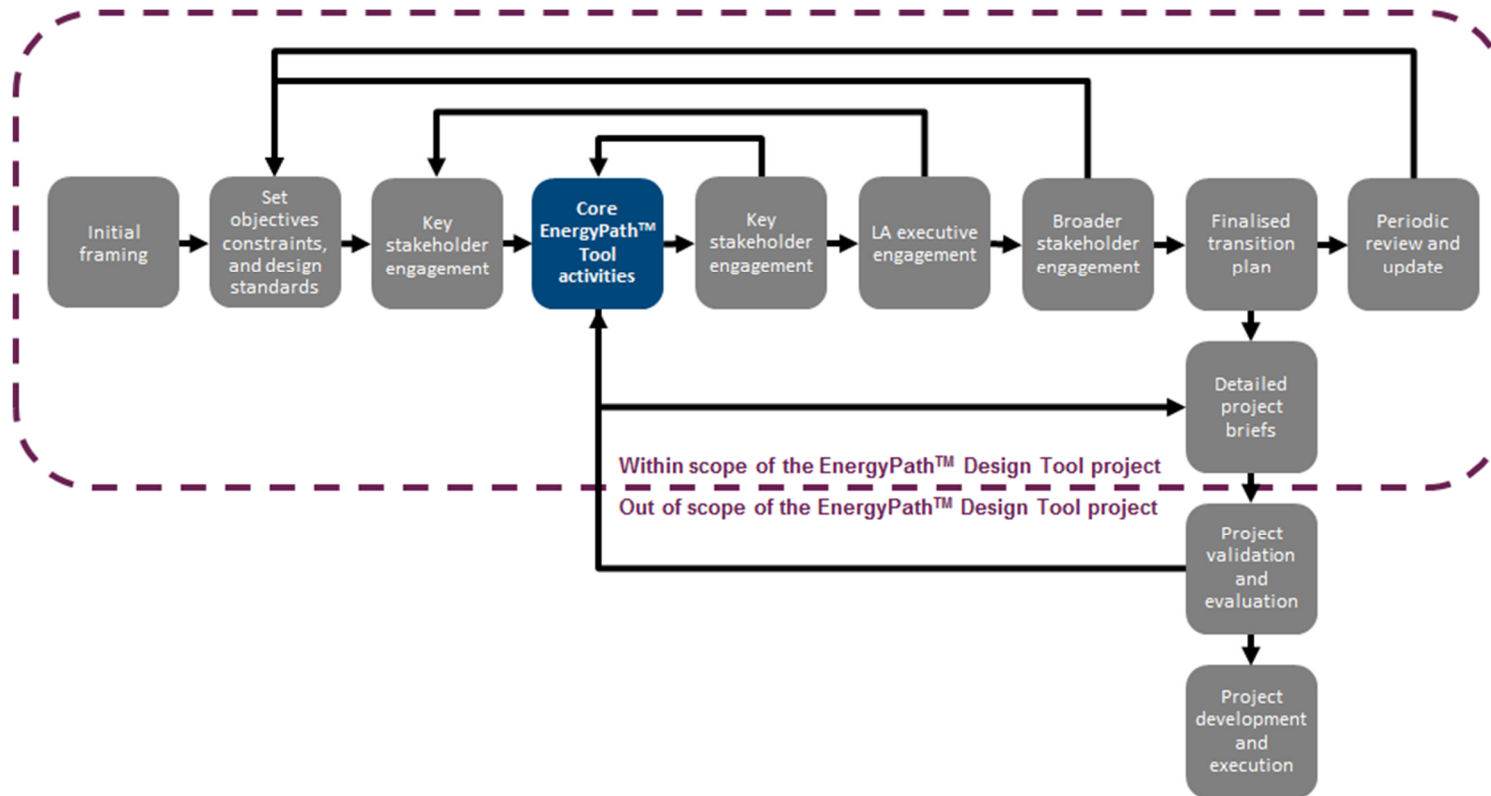 Initial
framing
Set
objectives
constraints,
and design
standards
Key
stakeholder
engagement
Core
EnergyPath™
Tool
activities
Key
stakeholder
engagement
LA executive
engagement
Broader
stakeholder
engagement
Finalised
transition
plan
Periodic
review and
update
Detailed
project
briefs
Within scope of the EnergyPath™ Design Tool project
Out of scope of the EnergyPath™ Design Tool project
Project
validation
and
evaluation
Project
development
and
execution